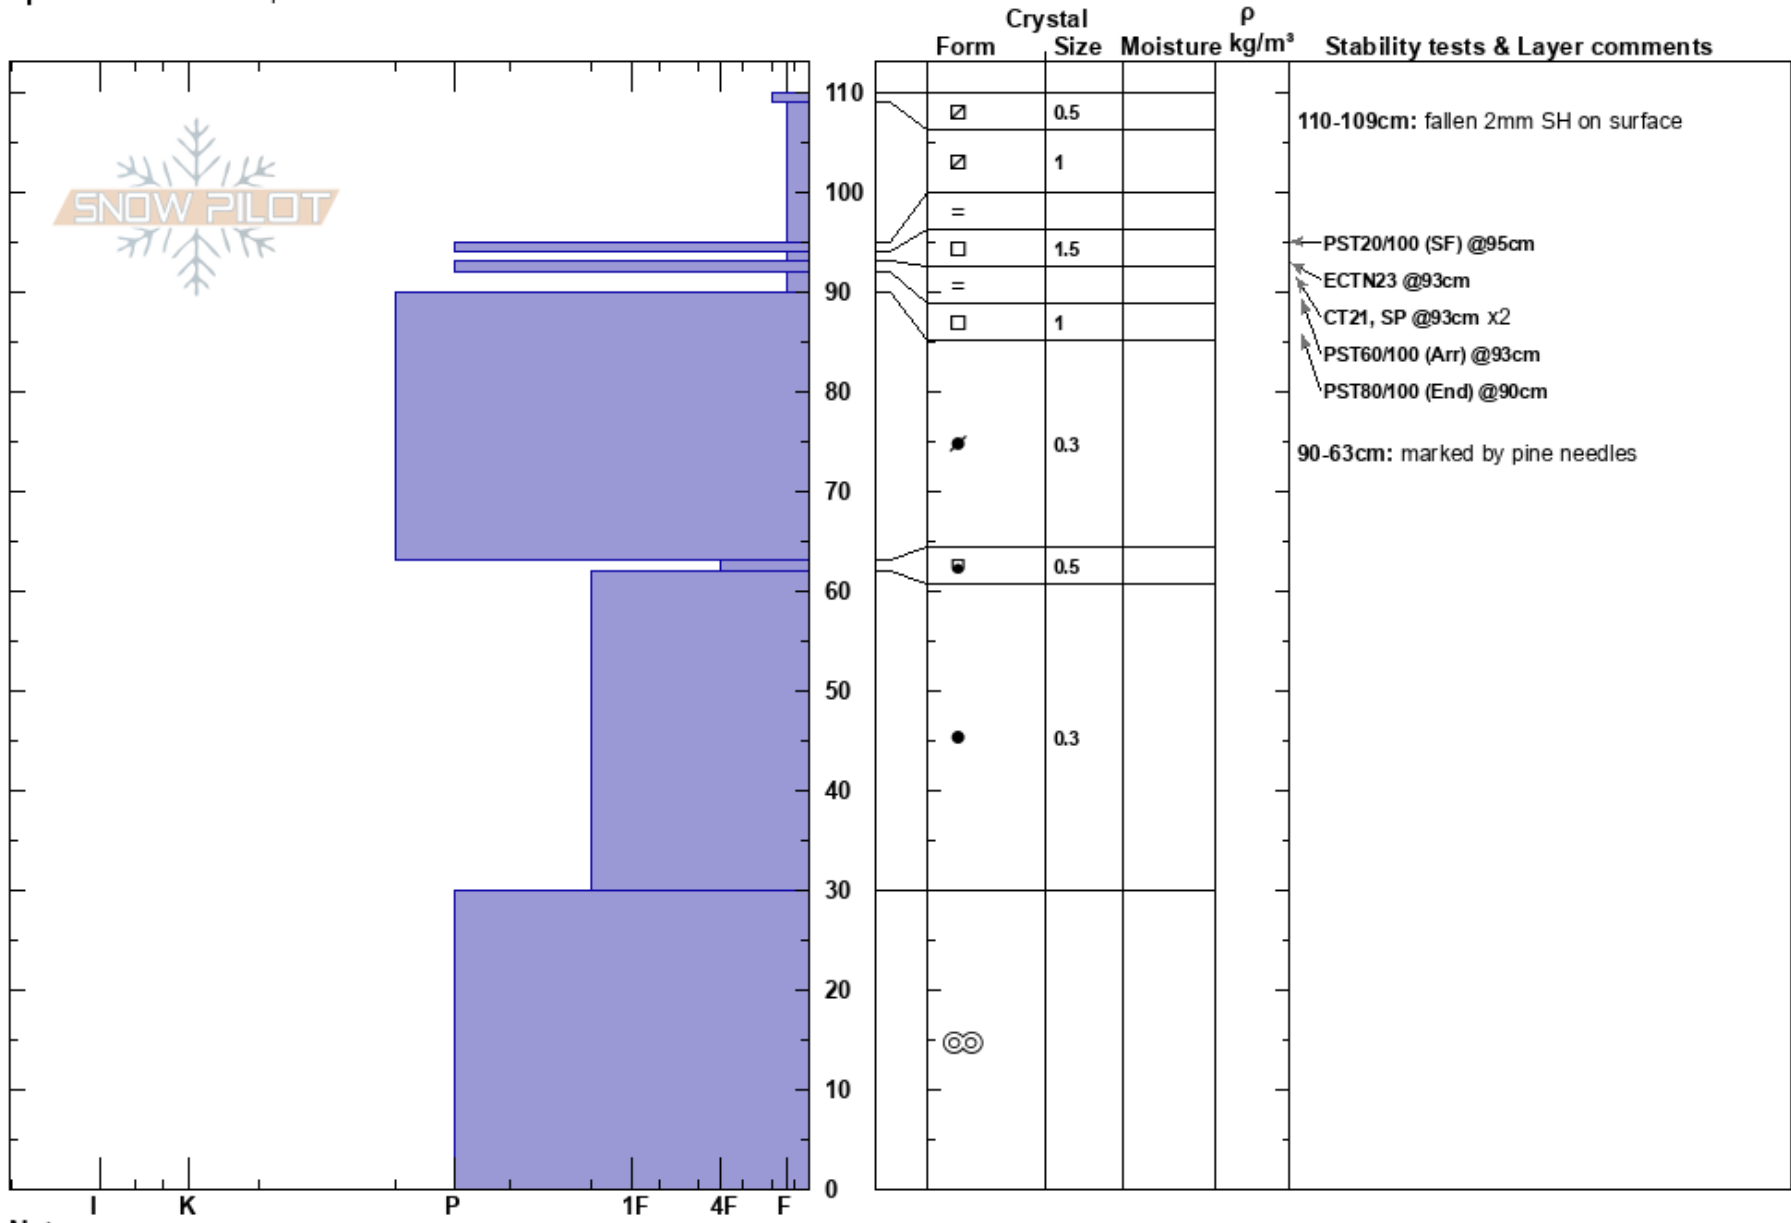 Crystal
ρ
Form Size Moisture kg/m³ Stability tests & Layer comments
SNOW PILOT
110
0.5
110-109cm: fallen 2mm SH on surface
1
100
=
PST20/100 (SF) @95cm
1.5
ECTN23 @93cm
=
90
CT21, SP @93cm x2
1
PST60/100 (Arr) @93cm
80
PST80/100 (End) @90cm
0.3
90-63cm: marked by pine needles
70
0.5
60
50
0.3
40
30
20
10
0
I K P 1F 4F F